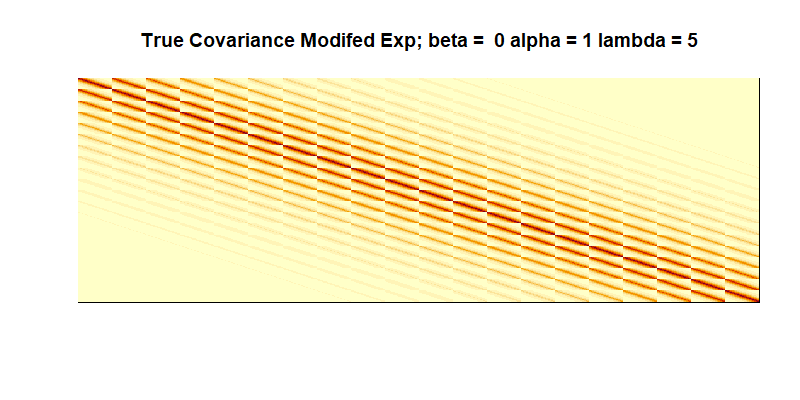 True Covariance Modifed Exp; beta =  0 alpha = 1 lambda = 5